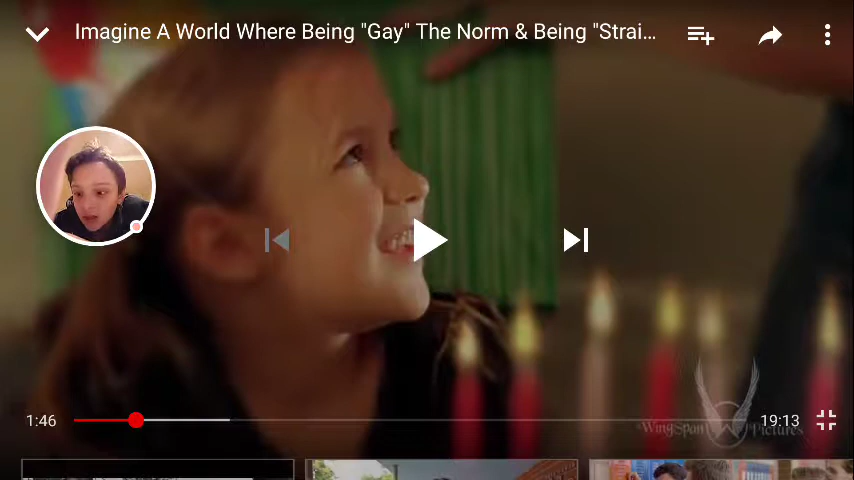 Imagine A World Where Being "Gay" The Norm & Being "Strai...
1:46
19:13
WingSpan Pictures